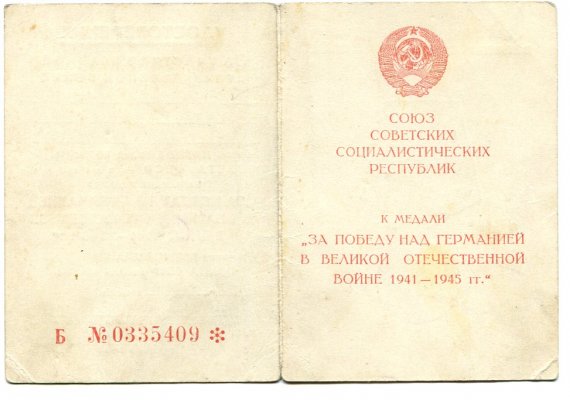 Б №0335409 *
СОЮЗ
СОВЕТСКИХ
СОЦИАЛИСТИЧЕСКИХ
РЕСПУБЛИК
К МЕДАЛИ
„ЗА ПОБЕДУ НАД ГЕРМАНИЕЙ
В ВЕЛИКОЙ ОТЕЧЕСТВЕННОЙ
ВОЙНЕ 1941—1945 гг.“